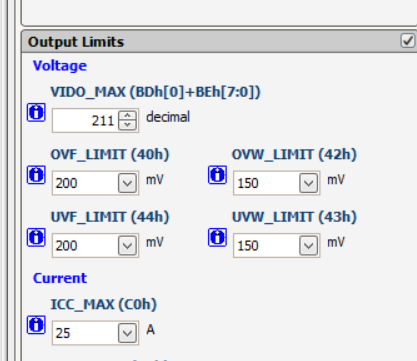 Output Limits
Voltage
VIDO_MAX (BDh[0]+BEh[7:0])
211 decimal
OVF_LIMIT (40h) OVW_LIMIT (42h)
200 mV 150 mV
UVF_LIMIT (44h) UVW_LIMIT (43h)
200 mV 150 mV
Current
ICC_MAX (C0h)
25 A